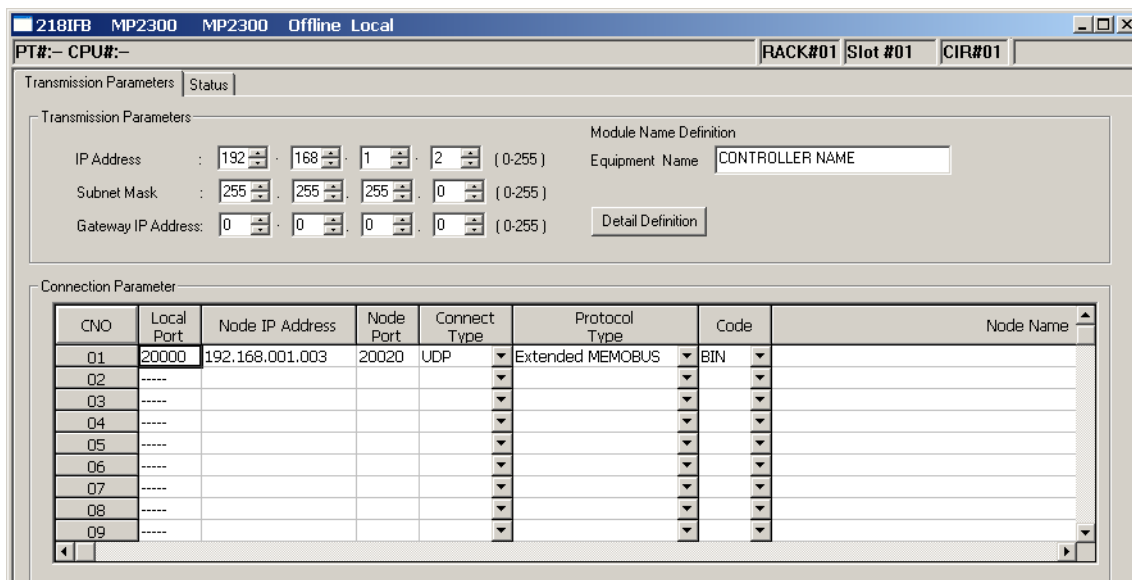 218IFB MP2300 MP2300 Offline Local
PT#:– CPU#:– RACK#01 Slot #01 CIR#01
Transmission Parameters Status
Transmission Parameters
Module Name Definition
IP Address : 192 . 168 . 1 . 2 ( 0-255 ) Equipment Name CONTROLLER NAME
Subnet Mask : 255 . 255 . 255 . 0 ( 0-255 )
Gateway IP Address: 0 . 0 . 0 . 0 ( 0-255 ) Detail Definition
Connection Parameter
CNO Local Port Node IP Address Node Port Connect Type Protocol Type Code Node Name
01 20000 192.168.001.003 20020 UDP Extended MEMOBUS BIN
02 -----
03 -----
04 -----
05 -----
06 -----
07 -----
08 -----
09 -----